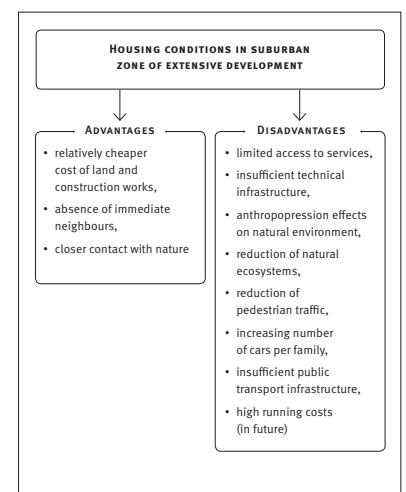 HOUSING CONDITIONS IN SUBURBAN
ZONE OF EXTENSIVE DEVELOPMENT
ADVANTAGES
• relatively cheaper
cost of land and
construction works,
• absence of immediate
neighbours,
• closer contact with nature
DISADVANTAGES
• limited access to services,
• insufficient technical
infrastructure,
• anthropopression effects
on natural environment,
• reduction of natural
ecosystems,
• reduction of
pedestrian traffic,
• increasing number
of cars per family,
• insufficient public
transport infrastructure,
• high running costs
(in future)